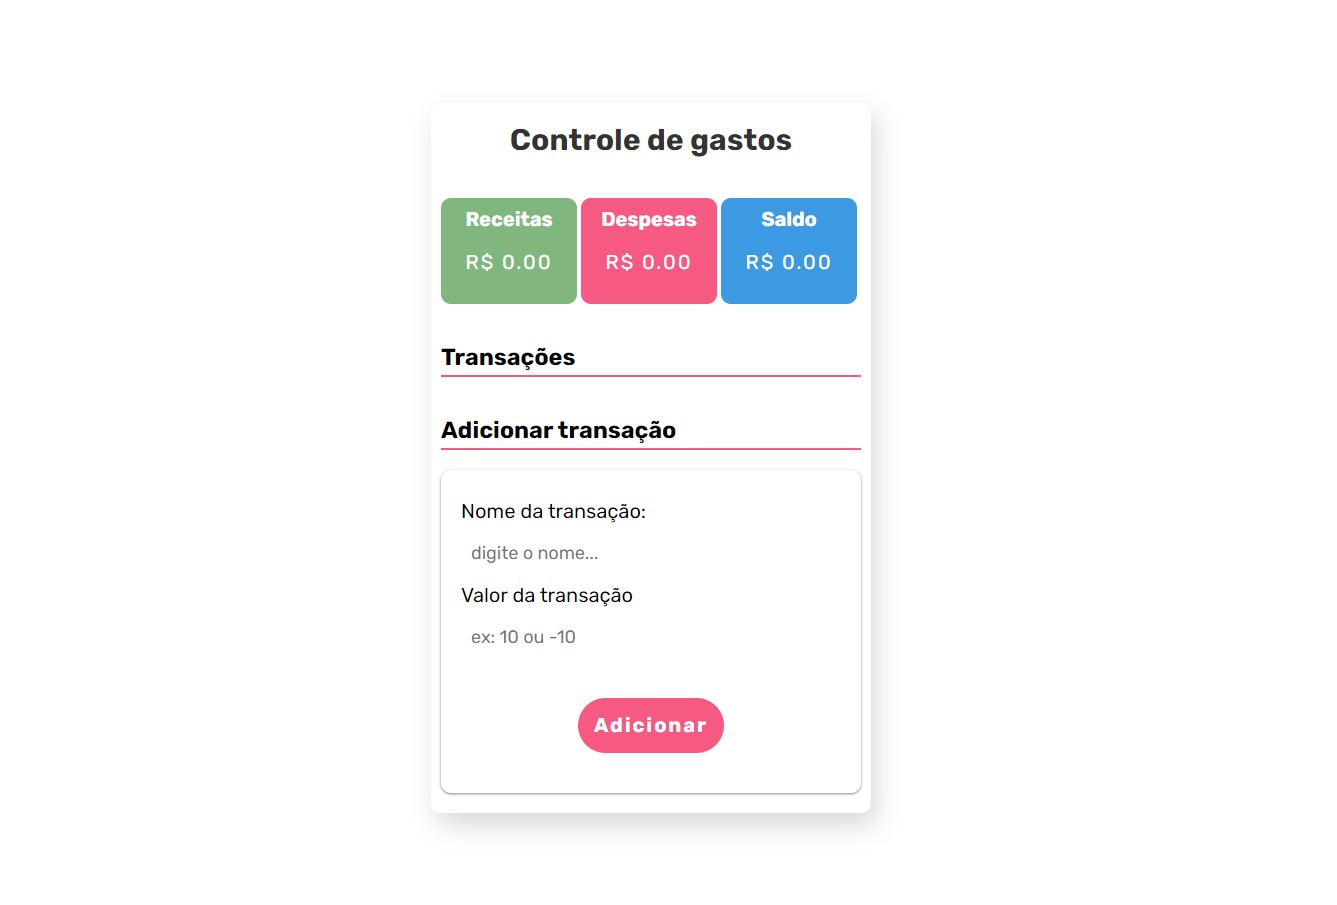 Controle de gastos
Receitas Despesas Saldo
R$ 0.00 R$ 0.00 R$ 0.00
Transações
Adicionar transação
Nome da transação:
digite o nome...
Valor da transação
ex: 10 ou -10
Adicionar